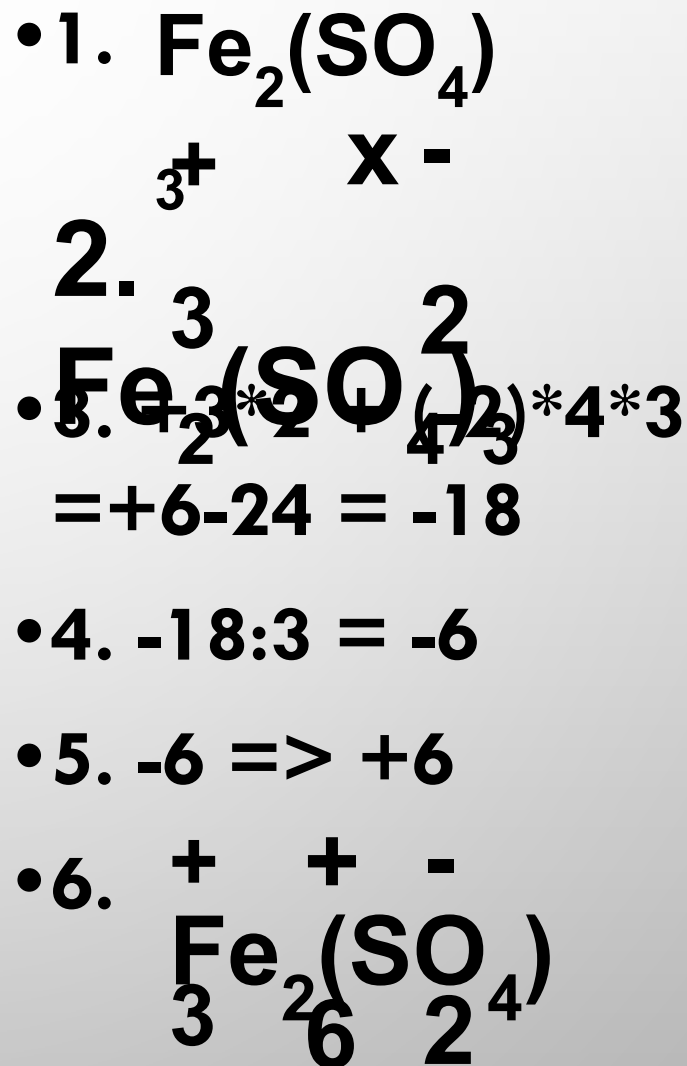 •1. Fe₂(SO₄)
₃+ x -
2. 3 2
Fe₂(SO₄)₃
•3. +3*2 + (-2)*4*3
=+6-24 = -18
•4. -18:3 = -6
•5. -6 => +6
•6. + + -
Fe₂(SO₄)
3 6 2